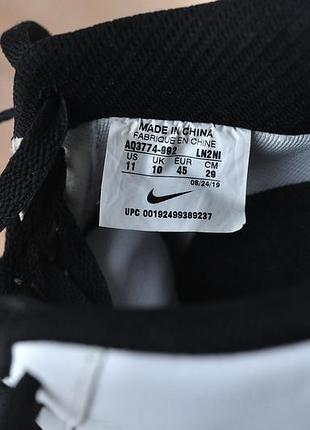 MADE IN CHINA
FABRIQUE EN CHINE
AQ3774-992 LN2NI
US UK EUR CM
11 10 45 29
08/24/19
UPC 00192499389237